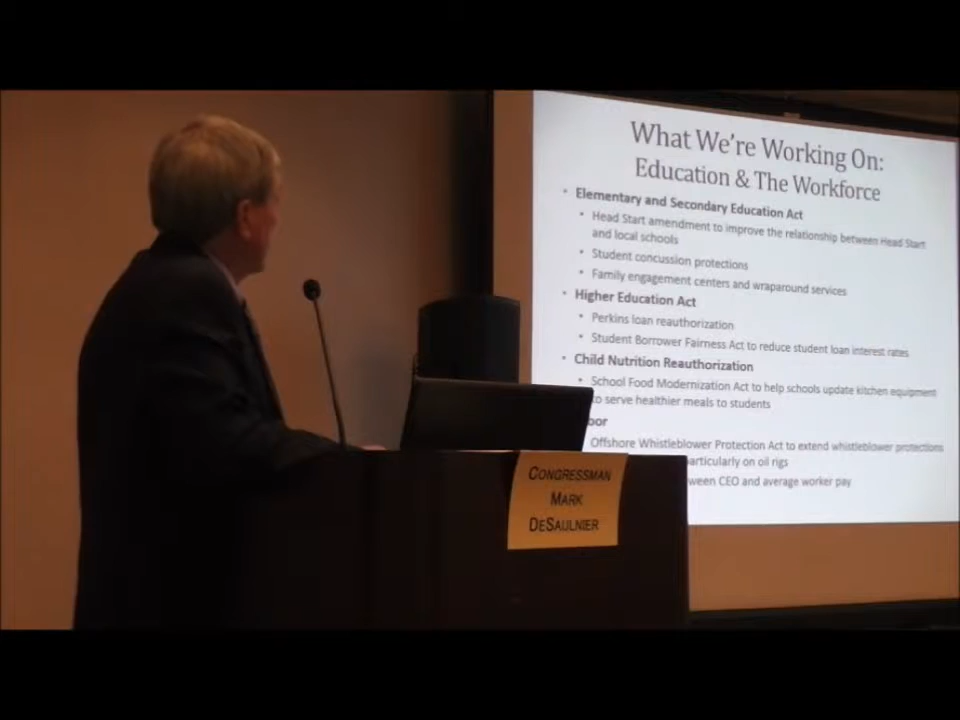 What We're Working On:
Education & The Workforce
• Elementary and Secondary Education Act
• Head Start amendment to improve the relationship between Head Start
and local schools
• Student concussion protections
• Family engagement centers and wraparound services
• Higher Education Act
• Perkins loan reauthorization
• Student Borrower Fairness Act to reduce student loan interest rates
• Child Nutrition Reauthorization
• School Food Modernization Act to help schools update kitchen equipment
to serve healthier meals to students
Offshore Whistleblower Protection Act to extend whistleblower protections
particularly on oil rigs
CEO and average worker pay
CONGRESSMAN
MARK
DESAULNIER